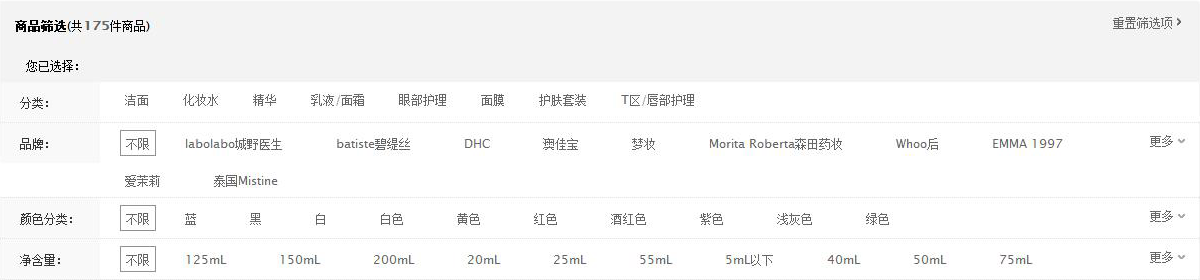 商品筛选(共175件商品) 重置筛选项 >
您已选择：
分类： 洁面 化妆水 精华 乳液/面霜 眼部护理 面膜 护肤套装 T区/唇部护理
品牌： 不限 labolabo城野医生 batiste碧缇丝 DHC 澳佳宝 梦妆 Morita Roberta森田药妆 Whoo后 EMMA 1997 更多
爱茉莉 泰国Mistine
颜色分类： 不限 蓝 黑 白 白色 黄色 红色 酒红色 紫色 浅灰色 绿色 更多
净含量： 不限 125mL 150mL 200mL 20mL 25mL 55mL 5mL以下 40mL 50mL 75mL 更多